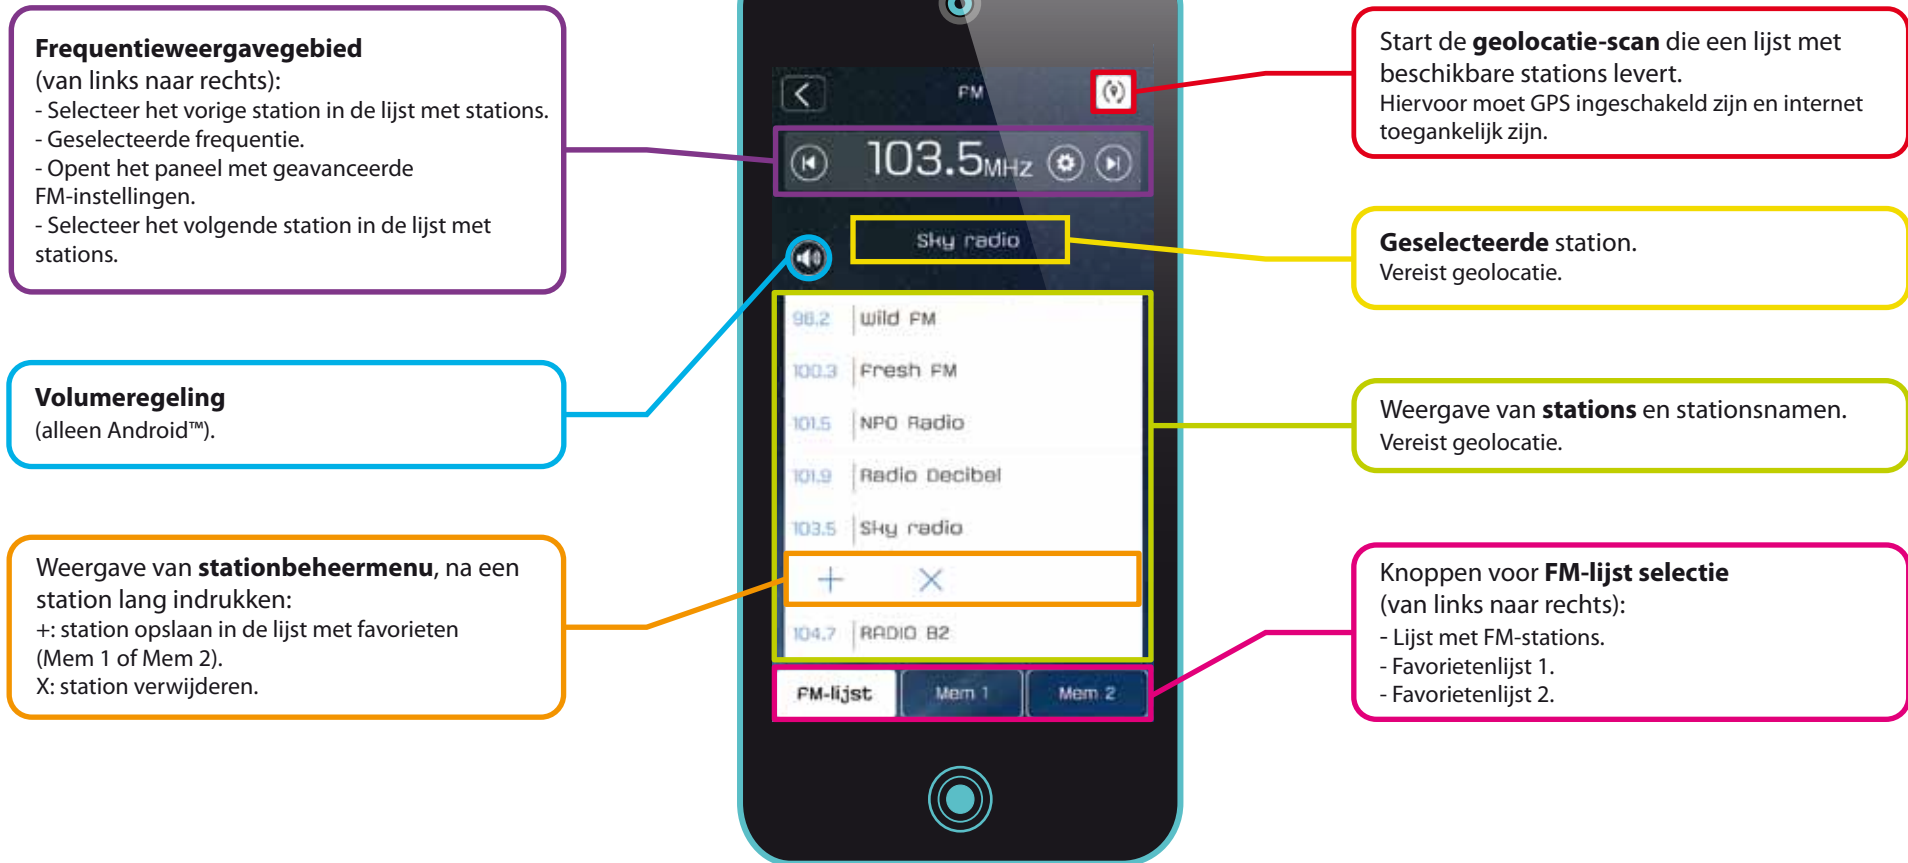 Frequentieweergavegebied
(van links naar rechts):
- Selecteer het vorige station in de lijst met stations.
- Geselecteerde frequentie.
- Opent het paneel met geavanceerde
FM-instellingen.
- Selecteer het volgende station in de lijst met
stations.
Volumeregeling
(alleen Android™).
Weergave van stationbeheermenu, na een
station lang indrukken:
+: station opslaan in de lijst met favorieten
(Mem 1 of Mem 2).
X: station verwijderen.
FM
103.5MHz
Sky radio
98.2 Wild FM
100.3 Fresh FM
101.5 NPO Radio
101.9 Radio Decibel
103.5 Sky radio
+ X
104.7 RADIO B2
FM-lijst Mem 1 Mem 2
Start de geolocatie-scan die een lijst met
beschikbare stations levert.
Hiervoor moet GPS ingeschakeld zijn en internet
toegankelijk zijn.
Geselecteerde station.
Vereist geolocatie.
Weergave van stations en stationsnamen.
Vereist geolocatie.
Knoppen voor FM-lijst selectie
(van links naar rechts):
- Lijst met FM-stations.
- Favorietenlijst 1.
- Favorietenlijst 2.